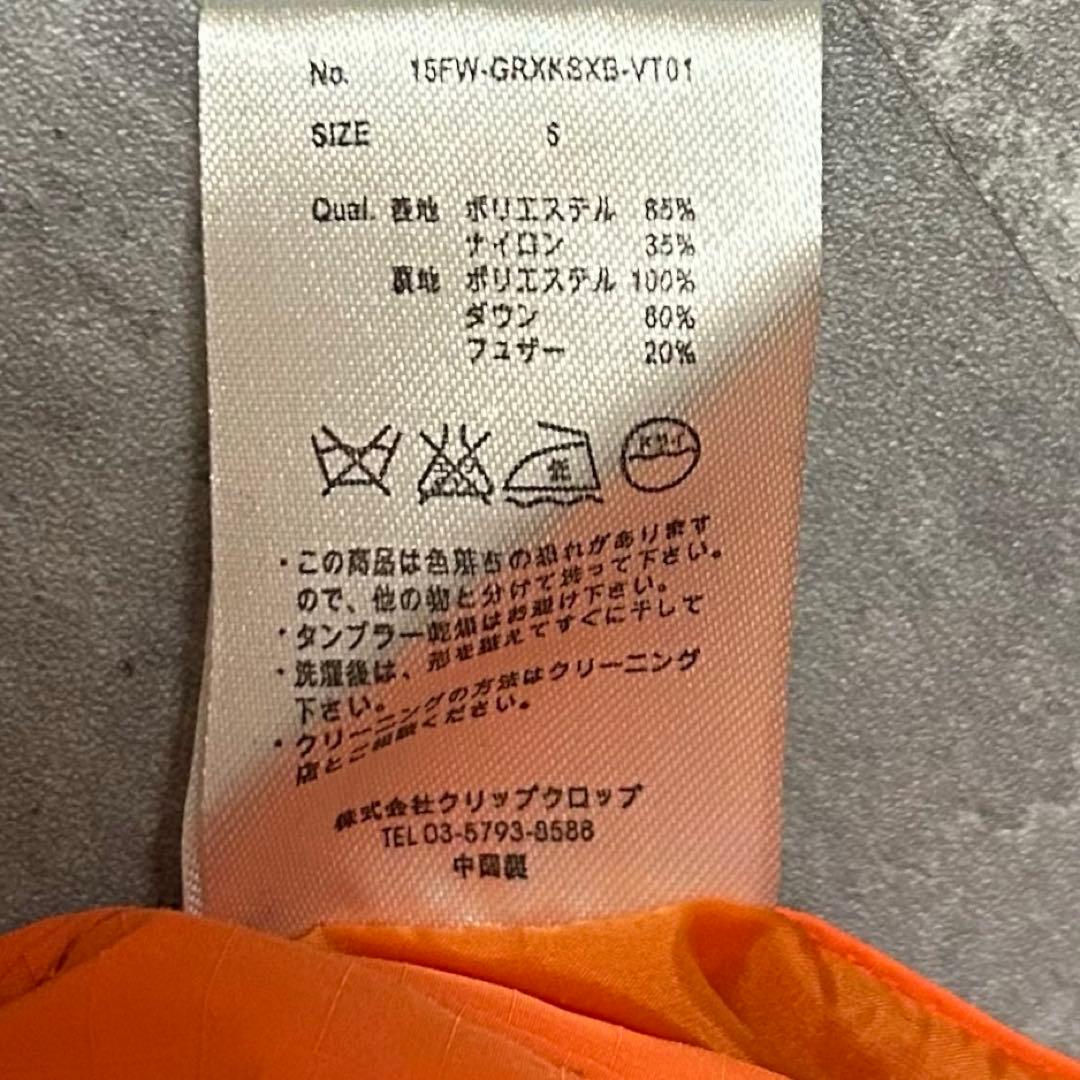 No. 15FW-GRXKSXB-VT01
SIZE S
Qual. 表地 ポリエステル 65%
ナイロン 35%
裏地 ポリエステル 100%
ダウン 80%
フェザー 20%
低
ドライ
・この商品は色落ちの恐れがあります
ので、他の物と分けて洗って下さい。
・タンブラー乾燥はお避け下さい。
・洗濯後は、形を整えてすぐに干して
下さい。
・クリーニングの方法はクリーニング
店とご相談ください。
株式会社クリップクロップ
TEL 03-5793-8588
中国製